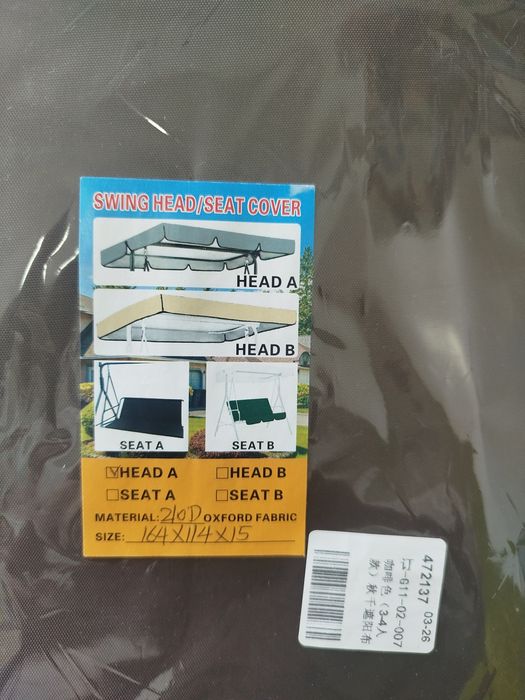 SWING HEAD/SEAT COVER
HEAD A
HEAD B
SEAT A
SEAT B
HEAD A
HEAD B
SEAT A
SEAT B
MATERIAL: 210D OXFORD FABRIC
SIZE: 164X114X15
472137 03-26
江-G11-02-007
咖啡色（3-4人
款）秋千遮阳布